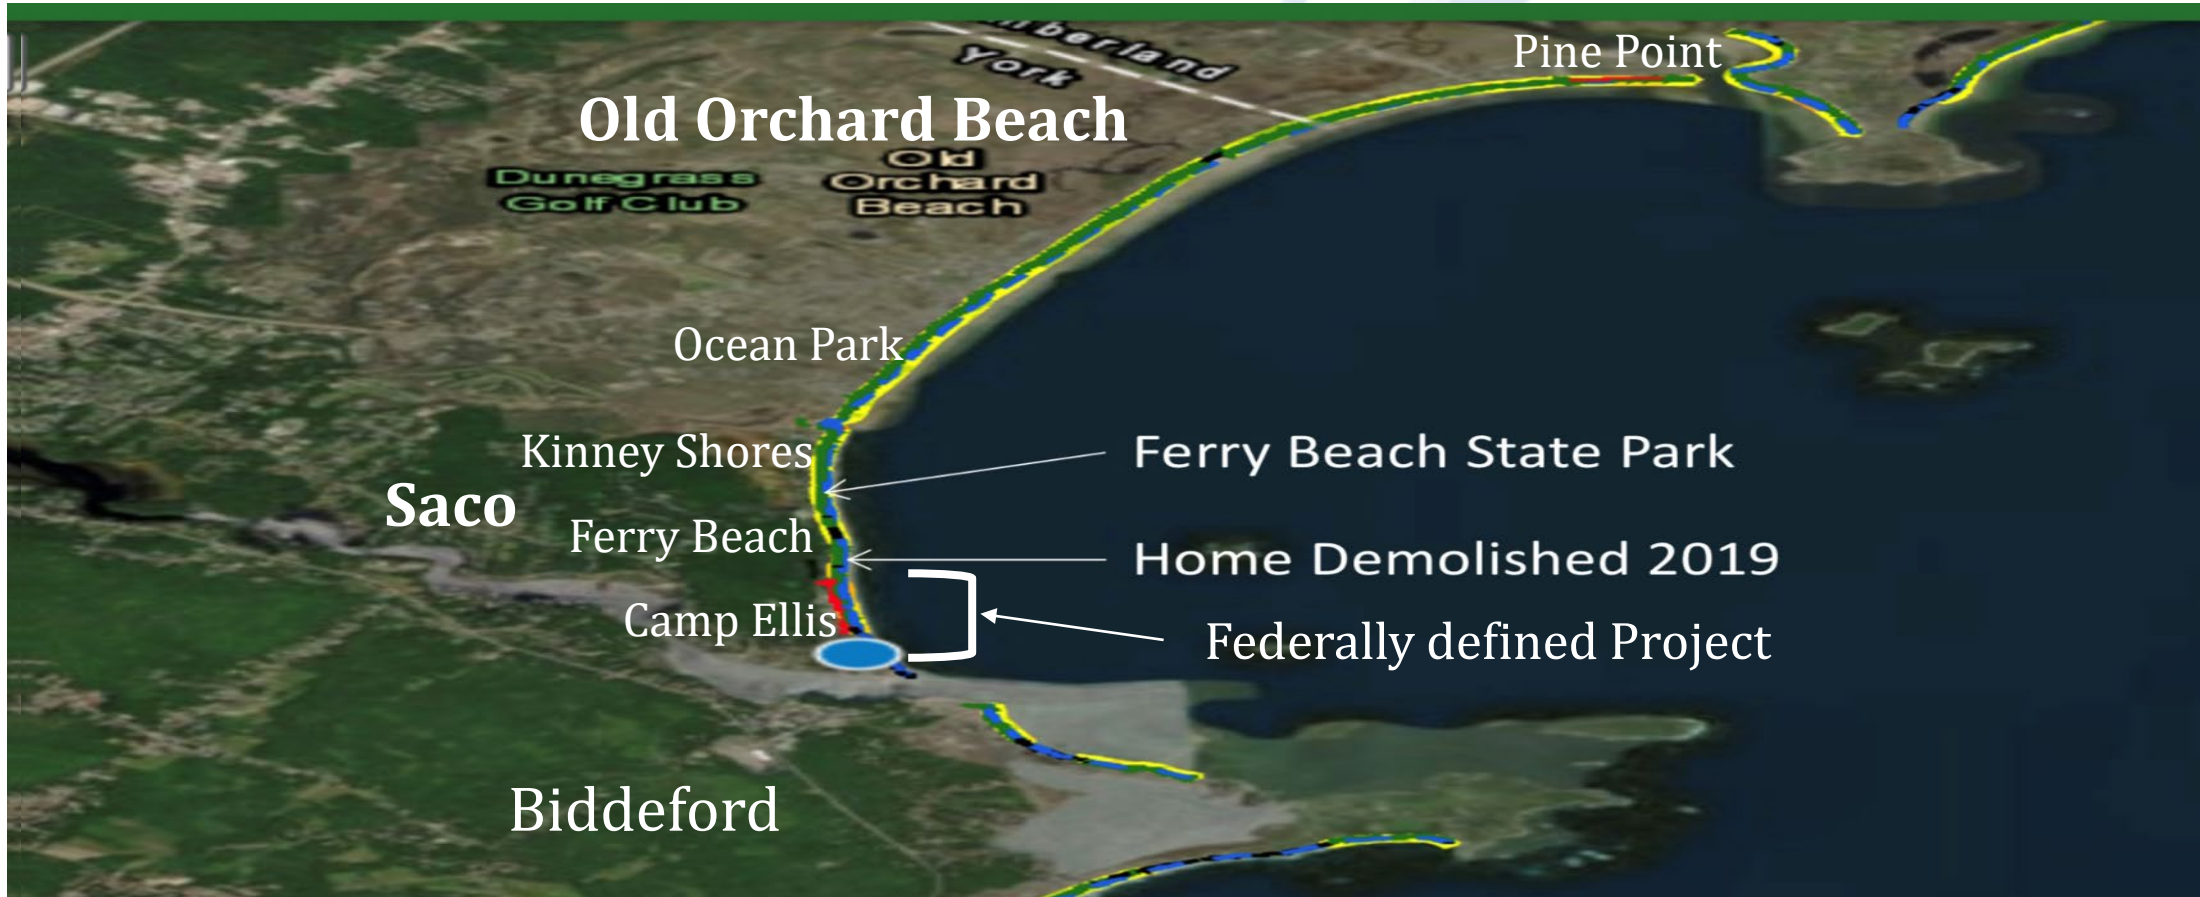 mberland
York
Pine Point
Old Orchard Beach
Dunegrass
Golf Club
Old
Orchard
Beach
Ocean Park
Kinney Shores
Ferry Beach State Park
Saco
Ferry Beach
Home Demolished 2019
Camp Ellis
Federally defined Project
Biddeford